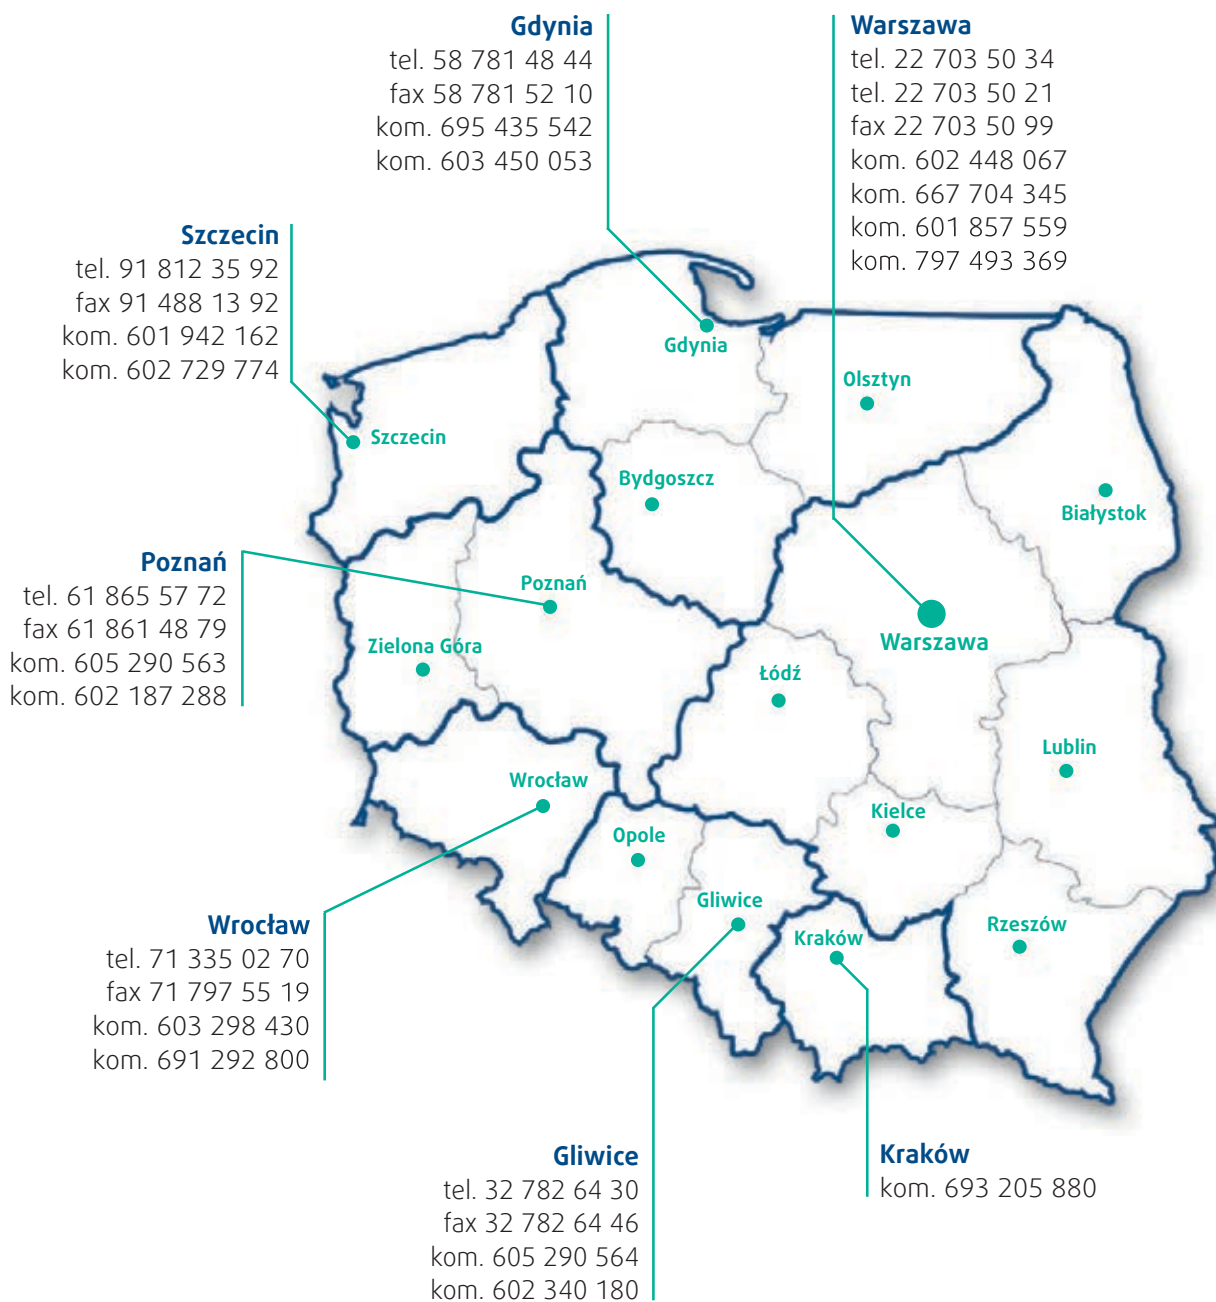 Gdynia
tel. 58 781 48 44
fax 58 781 52 10
kom. 695 435 542
kom. 603 450 053
Warszawa
tel. 22 703 50 34
tel. 22 703 50 21
fax 22 703 50 99
kom. 602 448 067
kom. 667 704 345
kom. 601 857 559
kom. 797 493 369
Szczecin
tel. 91 812 35 92
fax 91 488 13 92
kom. 601 942 162
kom. 602 729 774
Gdynia
Olsztyn
Szczecin
Bydgoszcz
Białystok
Poznań
tel. 61 865 57 72
fax 61 861 48 79
kom. 605 290 563
kom. 602 187 288
Poznań
Zielona Góra
Warszawa
Łódź
Lublin
Wrocław
Kielce
Opole
Gliwice
Kraków
Rzeszów
Wrocław
tel. 71 335 02 70
fax 71 797 55 19
kom. 603 298 430
kom. 691 292 800
Gliwice
tel. 32 782 64 30
fax 32 782 64 46
kom. 605 290 564
kom. 602 340 180
Kraków
kom. 693 205 880